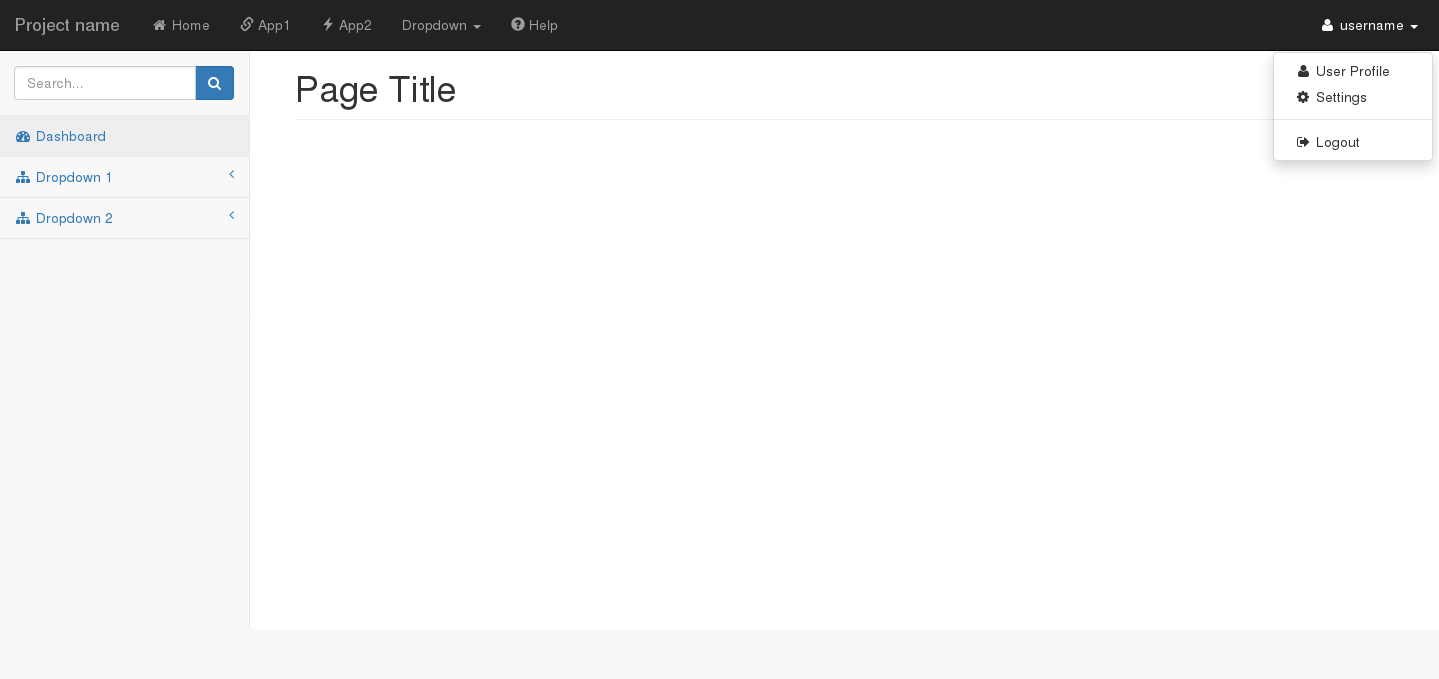 Project name Home App1 App2 Dropdown Help username
Search...
Page Title
User Profile
Settings
Logout
Dashboard
Dropdown 1
Dropdown 2